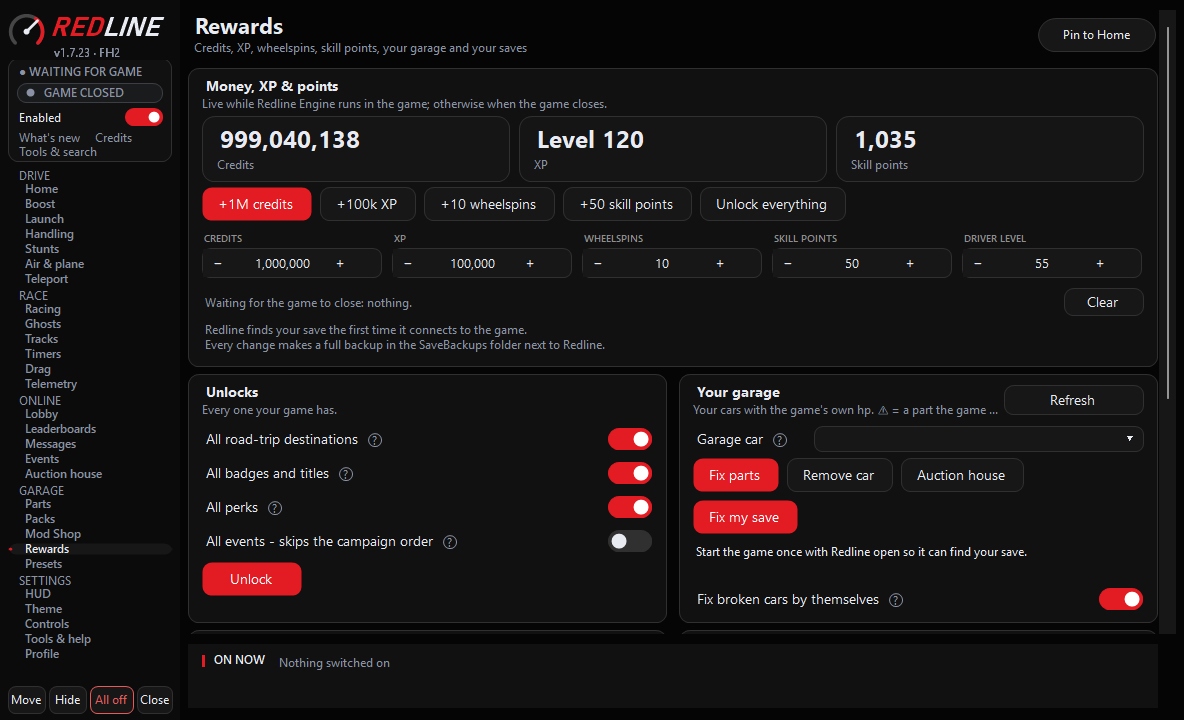 REDLINE
v1.7.23 · FH2
WAITING FOR GAME
GAME CLOSED
Enabled
What's new Credits
Tools & search
DRIVE
Home
Boost
Launch
Handling
Stunts
Air & plane
Teleport
RACE
Racing
Ghosts
Tracks
Timers
Drag
Telemetry
ONLINE
Lobby
Leaderboards
Messages
Events
Auction house
GARAGE
Parts
Packs
Mod Shop
Rewards
Presets
SETTINGS
HUD
Theme
Controls
Tools & help
Profile
Move Hide All off Close
Rewards
Credits, XP, wheelspins, skill points, your garage and your saves
Pin to Home
Money, XP & points
Live while Redline Engine runs in the game; otherwise when the game closes.
999,040,138
Credits
Level 120
XP
1,035
Skill points
+1M credits +100k XP +10 wheelspins +50 skill points Unlock everything
CREDITS XP WHEELSPINS SKILL POINTS DRIVER LEVEL
− 1,000,000 + − 100,000 + − 10 + − 50 + − 55 +
Waiting for the game to close: nothing.
Clear
Redline finds your save the first time it connects to the game.
Every change makes a full backup in the SaveBackups folder next to Redline.
Unlocks
Every one your game has.
All road-trip destinations ?
All badges and titles ?
All perks ?
All events - skips the campaign order ?
Unlock
Your garage
Your cars with the game's own hp. ⚠ = a part the game ...
Refresh
Garage car ?
Fix parts Remove car Auction house
Fix my save
Start the game once with Redline open so it can find your save.
Fix broken cars by themselves ?
ON NOW Nothing switched on